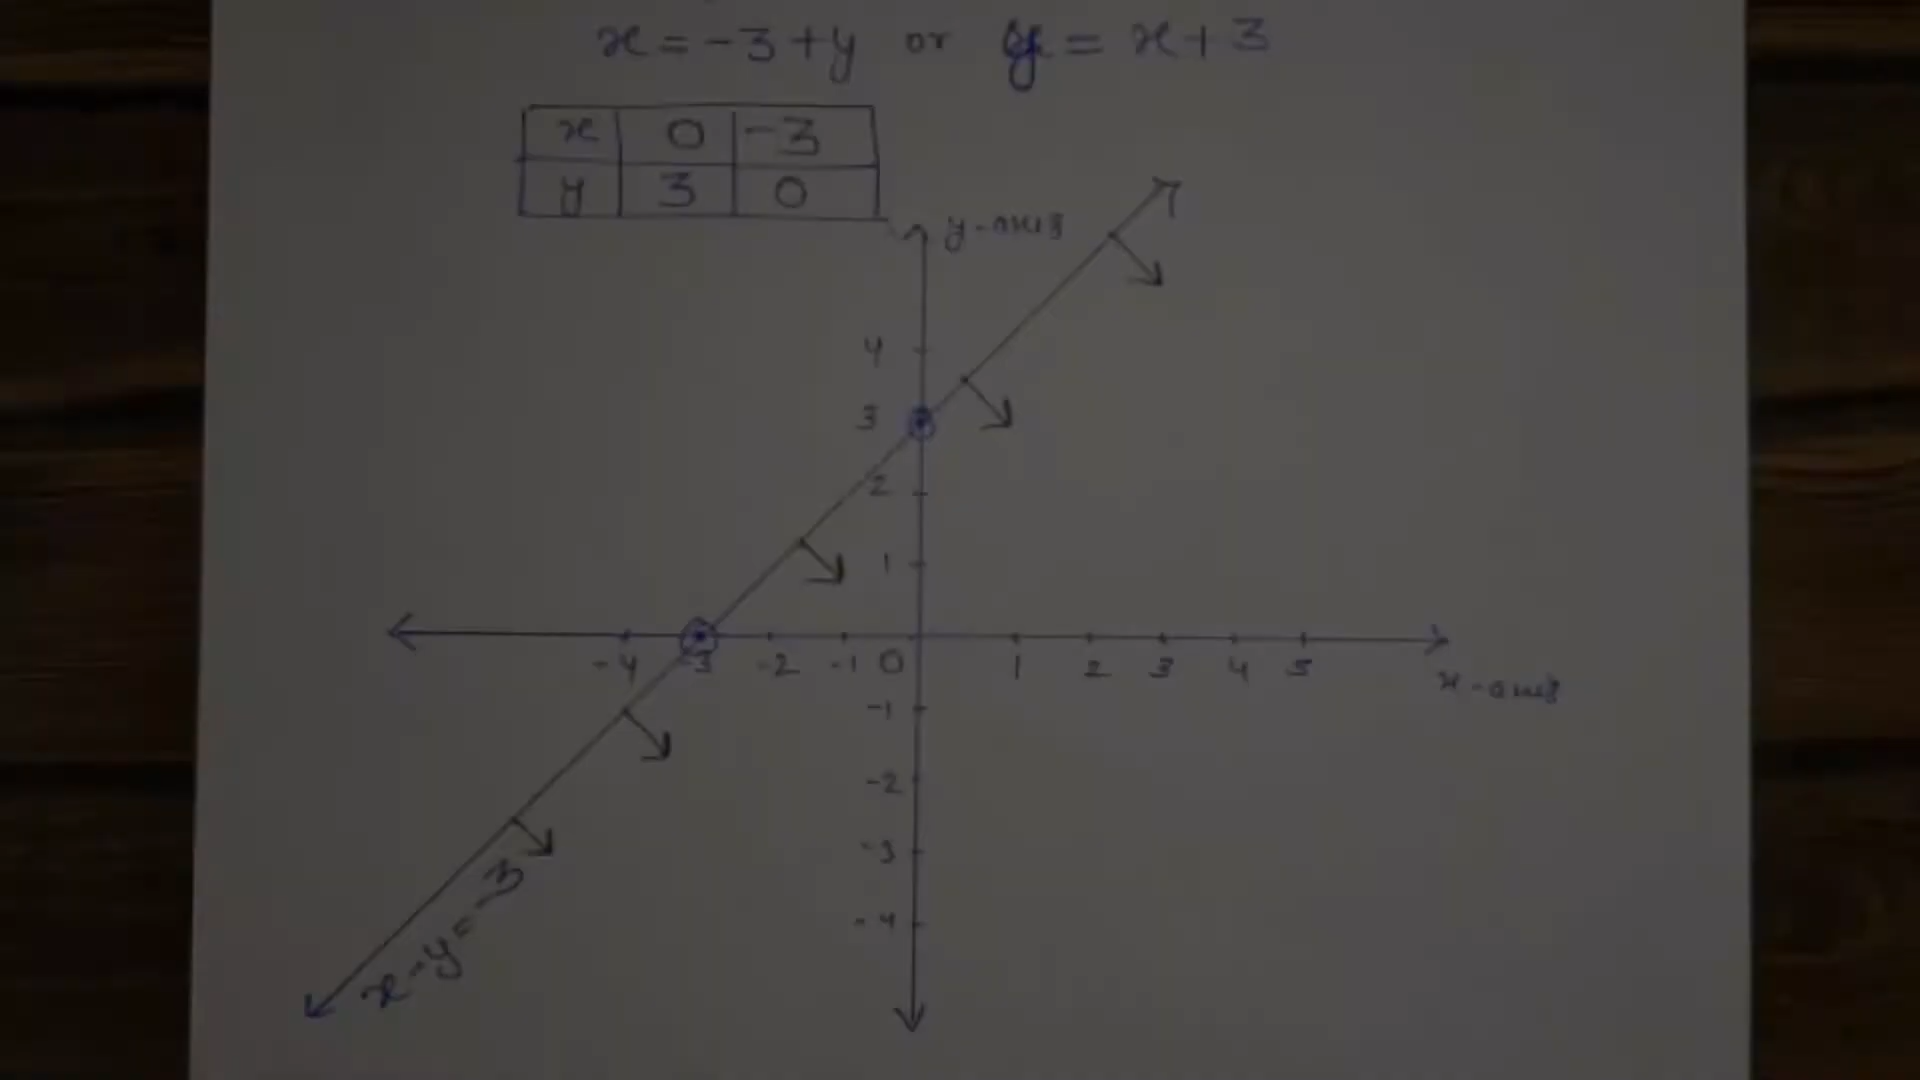 x = -3 + y or y = x + 3
x 0 -3
y 3 0
y-axis
4
3
2
1
-4 -3 -2 -1 0 1 2 3 4 5
x-axis
-1
-2
-3
-4
x-y=-3